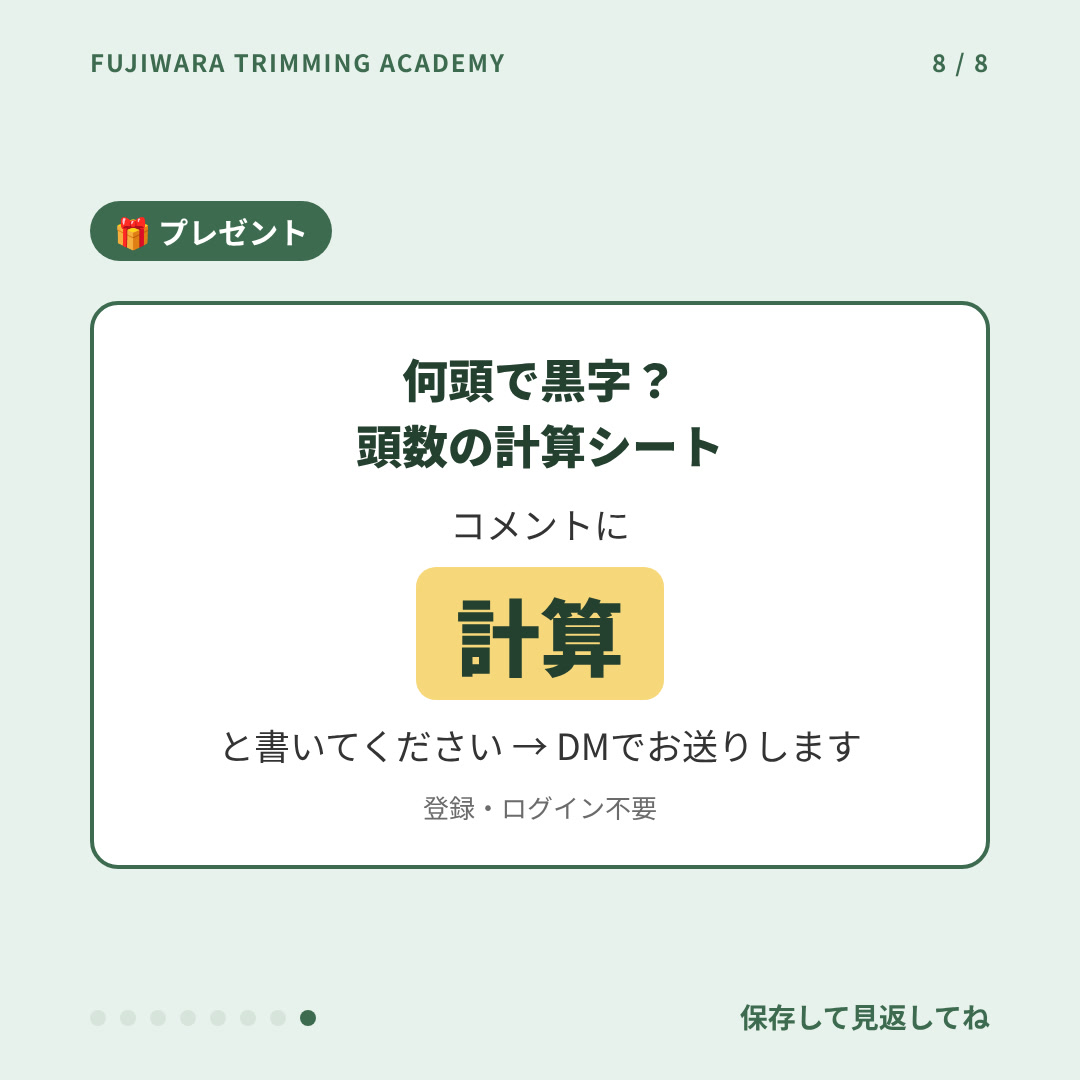 FUJIWARA TRIMMING ACADEMY
8 / 8
🎁 プレゼント
何頭で黒字？
頭数の計算シート
コメントに
計算
と書いてください → DMでお送りします
登録・ログイン不要
保存して見返してね